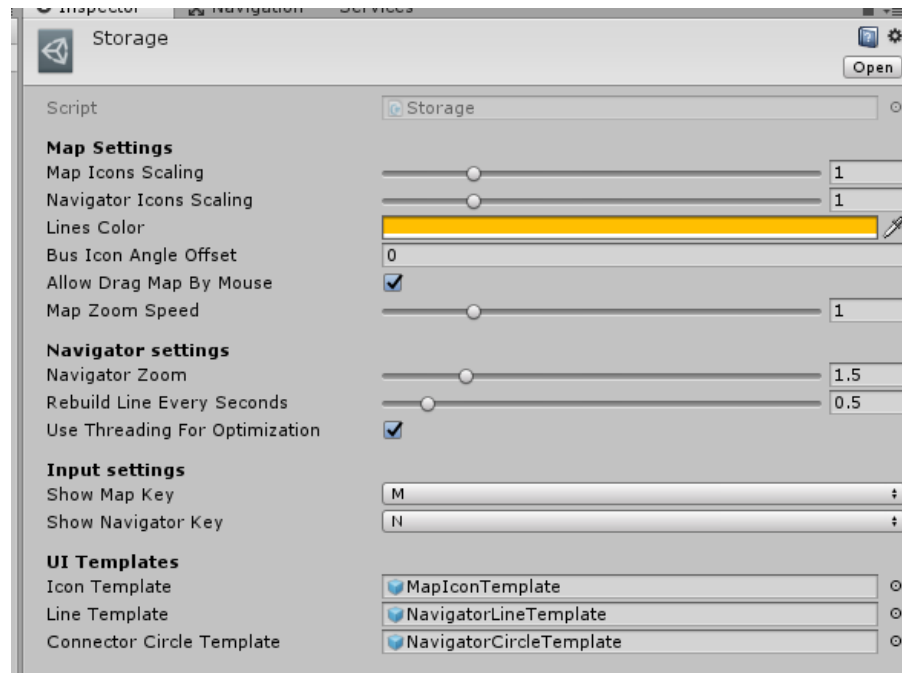 Inspector Navigation Services
Storage
Open
Script Storage
Map Settings
Map Icons Scaling 1
Navigator Icons Scaling 1
Lines Color
Bus Icon Angle Offset 0
Allow Drag Map By Mouse
Map Zoom Speed 1
Navigator settings
Navigator Zoom 1.5
Rebuild Line Every Seconds 0.5
Use Threading For Optimization
Input settings
Show Map Key M
Show Navigator Key N
UI Templates
Icon Template MapIconTemplate
Line Template NavigatorLineTemplate
Connector Circle Template NavigatorCircleTemplate